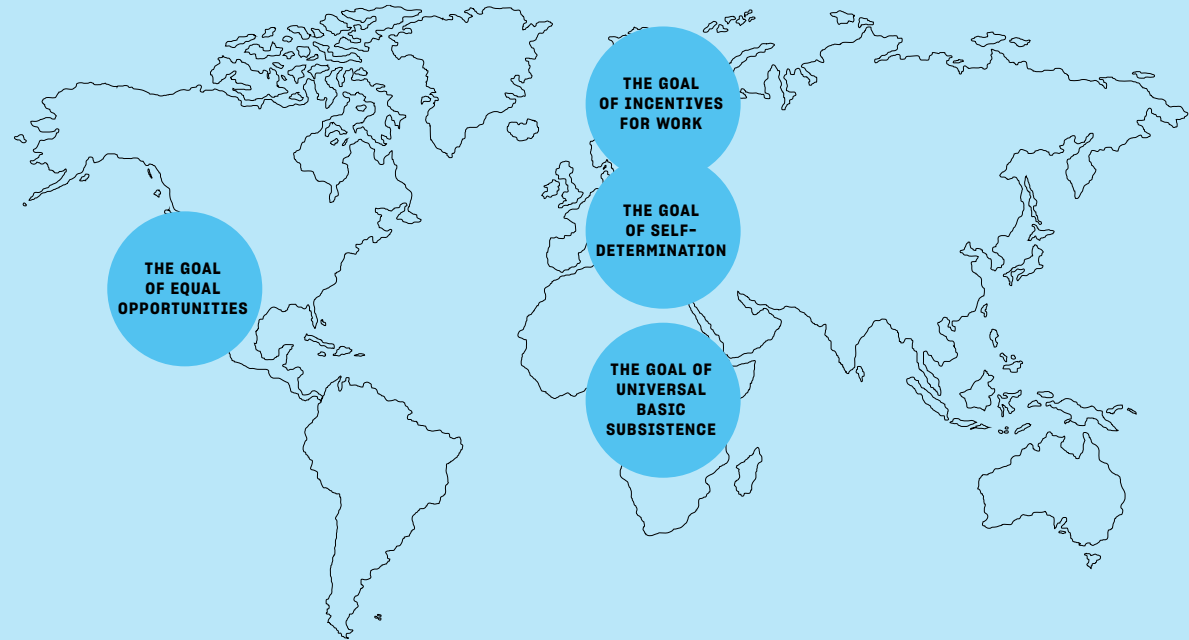 THE GOAL
OF INCENTIVES
FOR WORK
THE GOAL
OF SELF-
DETERMINATION
THE GOAL
OF EQUAL
OPPORTUNITIES
THE GOAL OF
UNIVERSAL
BASIC
SUBSISTENCE